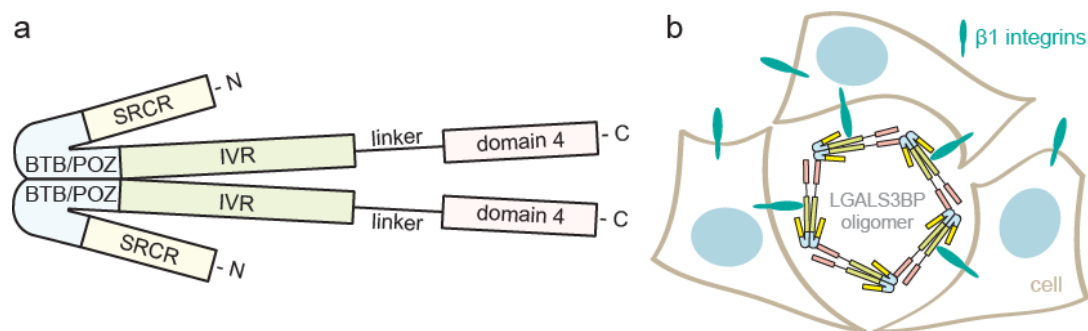 a
SRCR
- N
BTB/POZ
IVR
linker
domain 4
- C
BTB/POZ
IVR
linker
domain 4
- C
SRCR
- N
b
β1 integrins
LGALS3BP
oligomer
cell